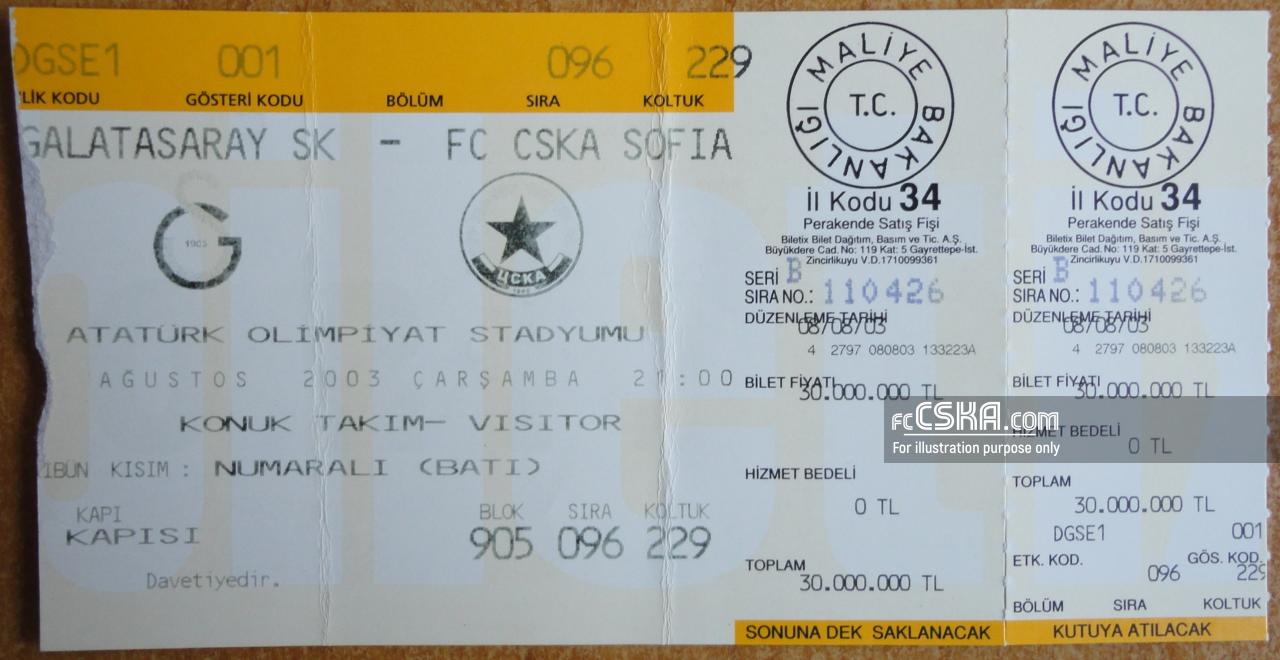 DGSE1 001 096 229
LİK KODU GÖSTERİ KODU BÖLÜM SIRA KOLTUK
GALATASARAY SK - FC CSKA SOFIA
1905
ЦСКА
ATATÜRK OLİMPİYAT STADYUMU
AĞUSTOS 2003 ÇARŞAMBA 21:00
KONUK TAKIM- VISITOR
IBÜN KISIM : NUMARALI (BATI)
KAPI BLOK SIRA KOLTUK
KAPISI 905 096 229
Davetiyedir.
MALİYE BAKANLIĞI
T.C.
İl Kodu 34
Perakende Satış Fişi
Biletix Bilet Dağıtım, Basım ve Tic. A.Ş.
Büyükdere Cad. No: 119 Kat: 5 Gayrettepe-İst.
Zincirlikuyu V.D.1710099361
SERİ B
SIRA NO.: 110426
DÜZENLEME TARİHİ
08/08/03
4 2797 080803 133223A
BİLET FİYATI
30.000.000 TL
HİZMET BEDELİ
0 TL
TOPLAM
30.000.000 TL
SONUNA DEK SAKLANACAK
MALİYE BAKANLIĞI
T.C.
İl Kodu 34
Perakende Satış Fişi
Biletix Bilet Dağıtım, Basım ve Tic. A.Ş.
Büyükdere Cad. No: 119 Kat: 5 Gayrettepe-İst.
Zincirlikuyu V.D.1710099361
SERİ B
SIRA NO.: 110426
DÜZENLEME TARİHİ
08/08/03
4 2797 080803 133223A
BİLET FİYATI
30.000.000 TL
fcCSKA.com
For illustration purpose only
HİZMET BEDELİ
0 TL
TOPLAM
30.000.000 TL
DGSE1 001
ETK. KOD. GÖS. KOD.
096 229
BÖLÜM SIRA KOLTUK
KUTUYA ATILACAK